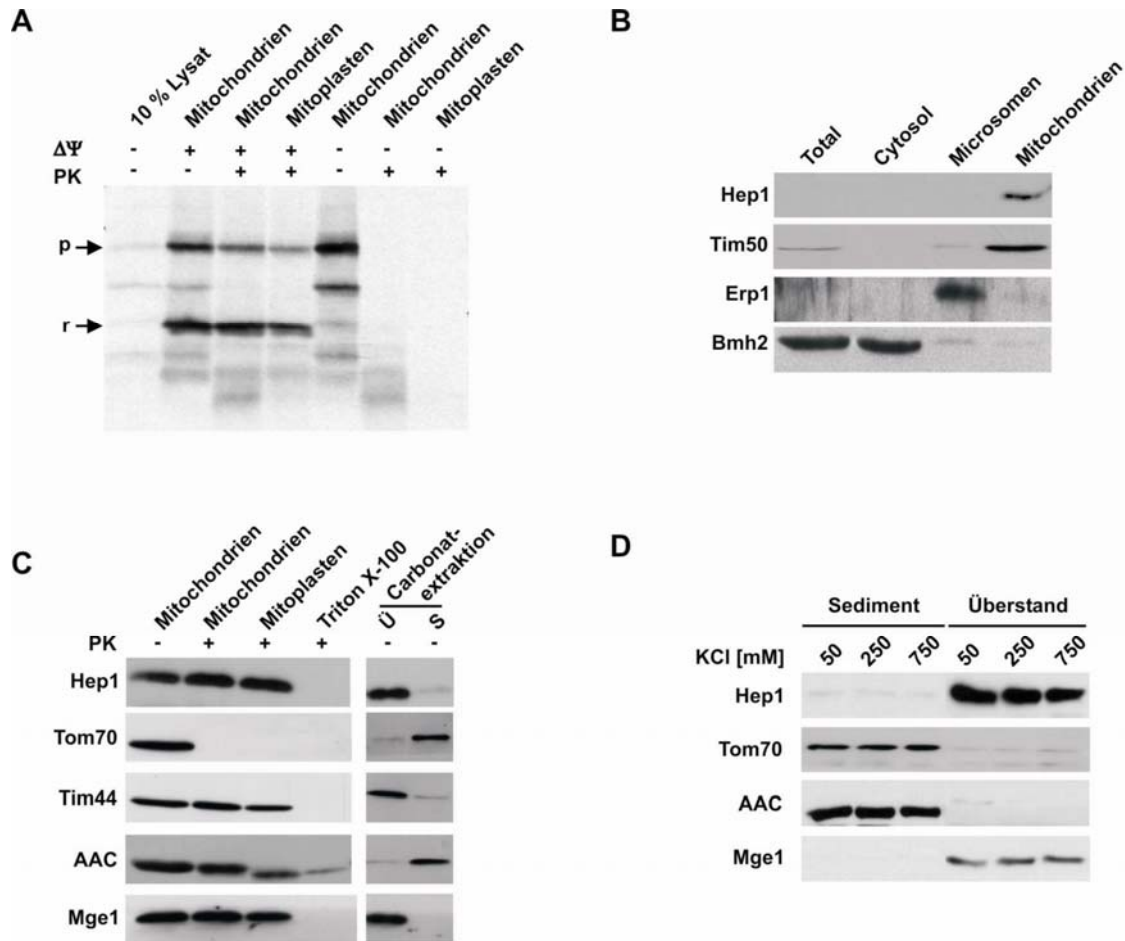 A
10 % Lysat
Mitochondrien
Mitochondrien
Mitoplasten
Mitochondrien
Mitochondrien
Mitoplasten
ΔΨ - + + + - - -
PK - - + + - + +
p
r
B
Total
Cytosol
Microsomen
Mitochondrien
Hep1
Tim50
Erp1
Bmh2
C
Mitochondrien
Mitochondrien
Mitoplasten
Triton X-100
Carbonat-
extraktion
Ü S
PK - + + + - -
Hep1
Tom70
Tim44
AAC
Mge1
D
Sediment Überstand
KCl [mM] 50 250 750 50 250 750
Hep1
Tom70
AAC
Mge1